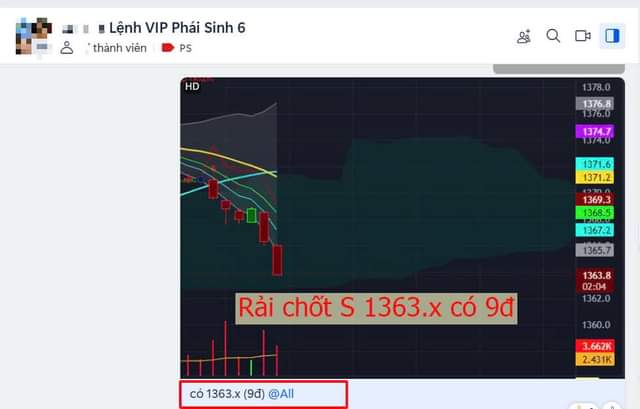 Lệnh VIP Phái Sinh 6
thành viên
PS
HD
1378.0
1376.8
1376.0
1374.7
1374.0
1371.6
1371.2
1369.3
1368.5
1367.2
1365.7
1363.8
02:04
1362.0
1360.0
3.662K
2.431K
Rải chốt S 1363.x có 9đ
có 1363.x (9đ) @All